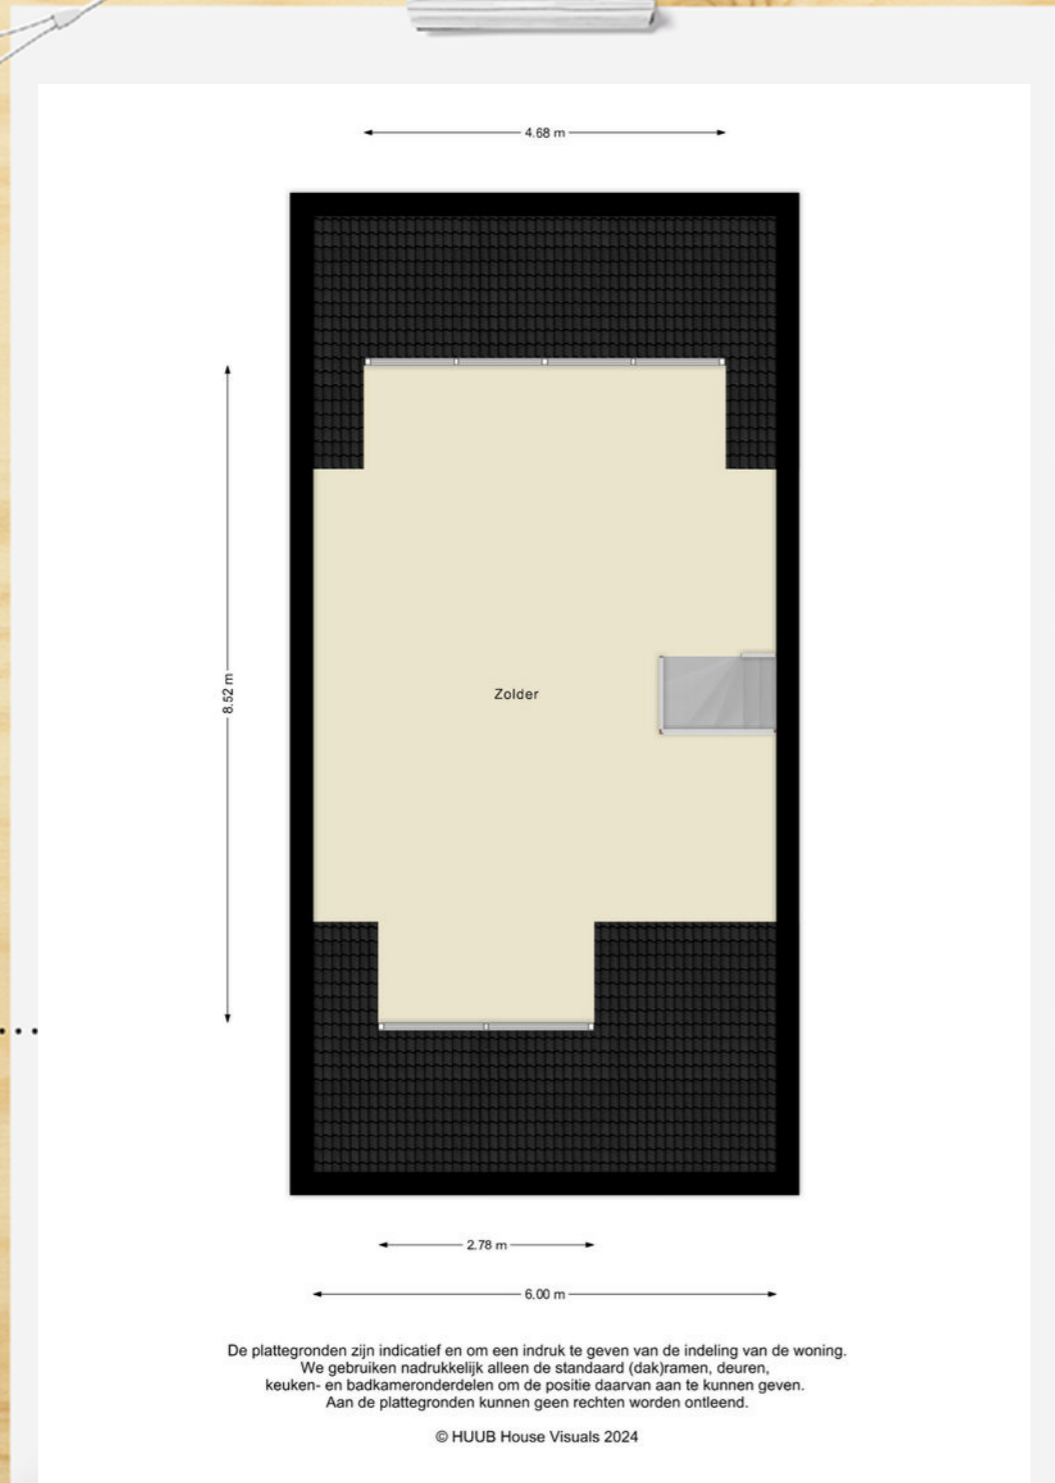 4.68 m
8.52 m
Zolder
2.78 m
6.00 m
De plattegronden zijn indicatief en om een indruk te geven van de indeling van de woning.
We gebruiken nadrukkelijk alleen de standaard (dak)ramen, deuren,
keuken- en badkameronderdelen om de positie daarvan aan te kunnen geven.
Aan de plattegronden kunnen geen rechten worden ontleend.
© HUUB House Visuals 2024